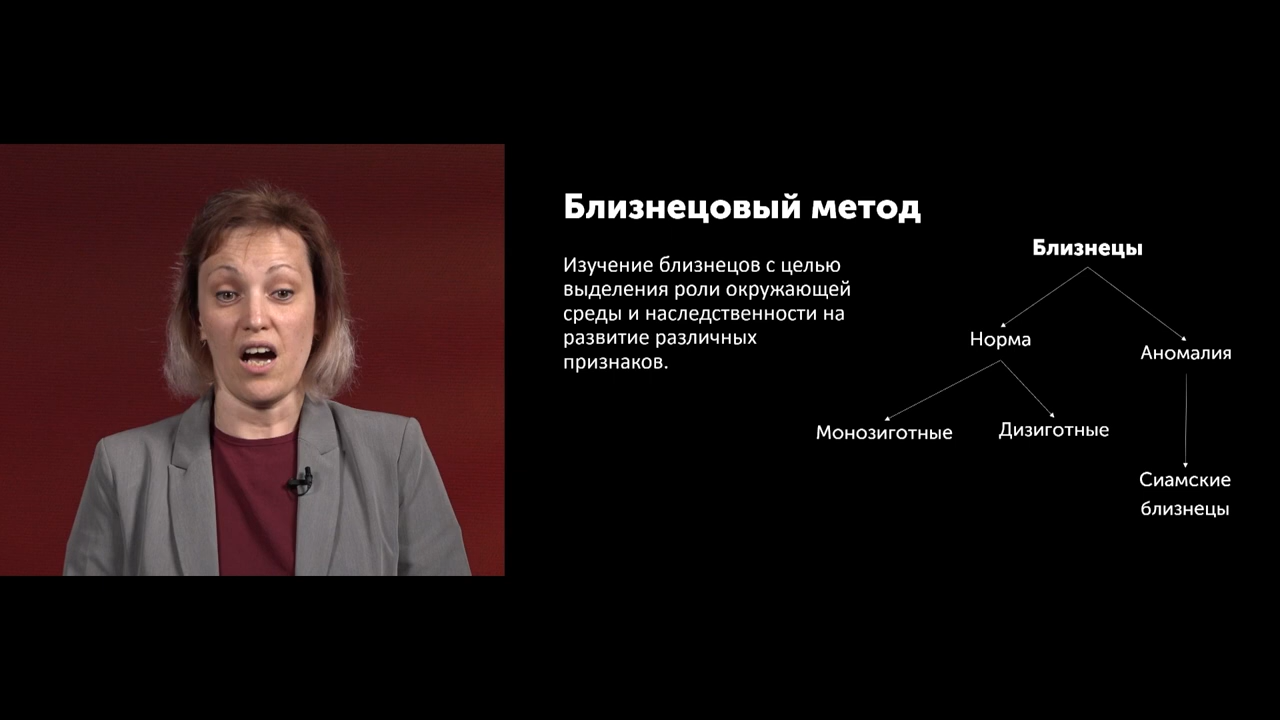 Близнецовый метод
Изучение близнецов с целью
выделения роли окружающей
среды и наследственности на
развитие различных
признаков.
Близнецы
Норма
Аномалия
Монозиготные
Дизиготные
Сиамские
близнецы